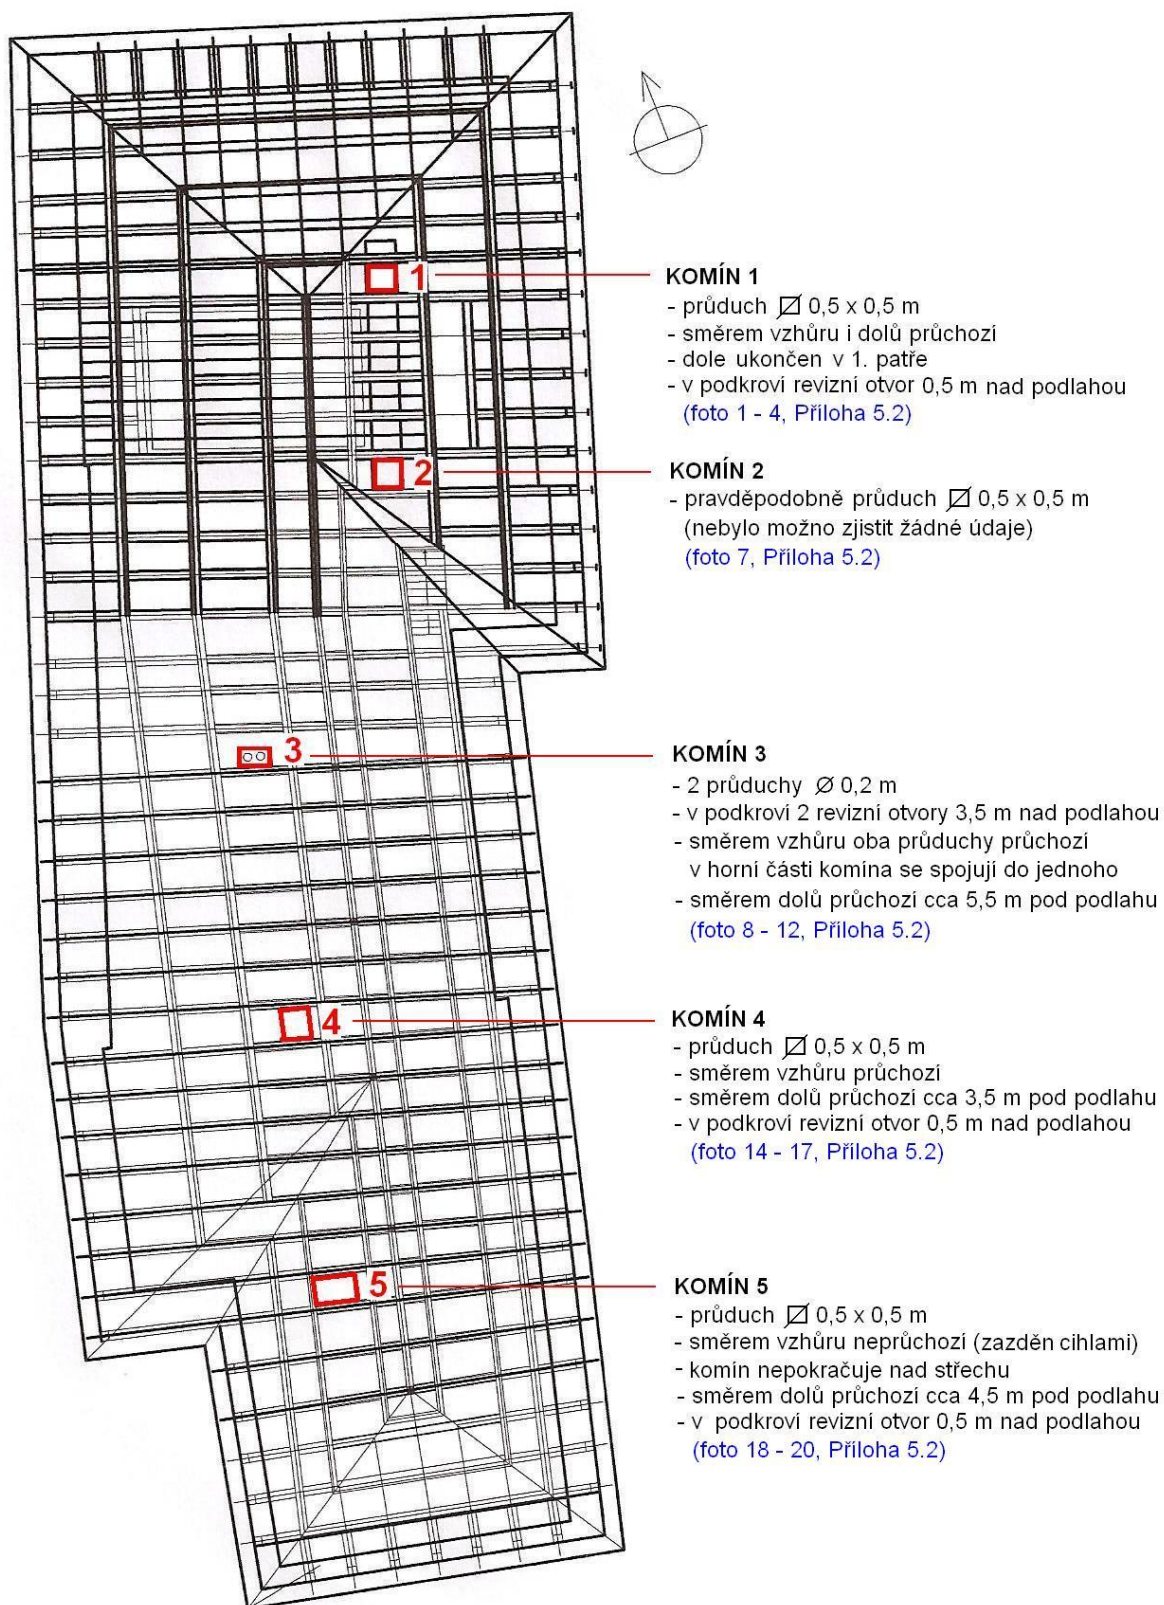 1
KOMÍN 1
- průduch 0,5 x 0,5 m
- směrem vzhůru i dolů průchozí
- dole ukončen v 1. patře
- v podkroví revizní otvor 0,5 m nad podlahou
(foto 1 - 4, Příloha 5.2)
2
KOMÍN 2
- pravděpodobně průduch 0,5 x 0,5 m
(nebylo možno zjistit žádné údaje)
(foto 7, Příloha 5.2)
3
KOMÍN 3
- 2 průduchy Ø 0,2 m
- v podkroví 2 revizní otvory 3,5 m nad podlahou
- směrem vzhůru oba průduchy průchozí
v horní části komína se spojují do jednoho
- směrem dolů průchozí cca 5,5 m pod podlahu
(foto 8 - 12, Příloha 5.2)
4
KOMÍN 4
- průduch 0,5 x 0,5 m
- směrem vzhůru průchozí
- směrem dolů průchozí cca 3,5 m pod podlahu
- v podkroví revizní otvor 0,5 m nad podlahou
(foto 14 - 17, Příloha 5.2)
5
KOMÍN 5
- průduch 0,5 x 0,5 m
- směrem vzhůru neprůchozí (zazděn cihlami)
- komín nepokračuje nad střechu
- směrem dolů průchozí cca 4,5 m pod podlahu
- v podkroví revizní otvor 0,5 m nad podlahou
(foto 18 - 20, Příloha 5.2)